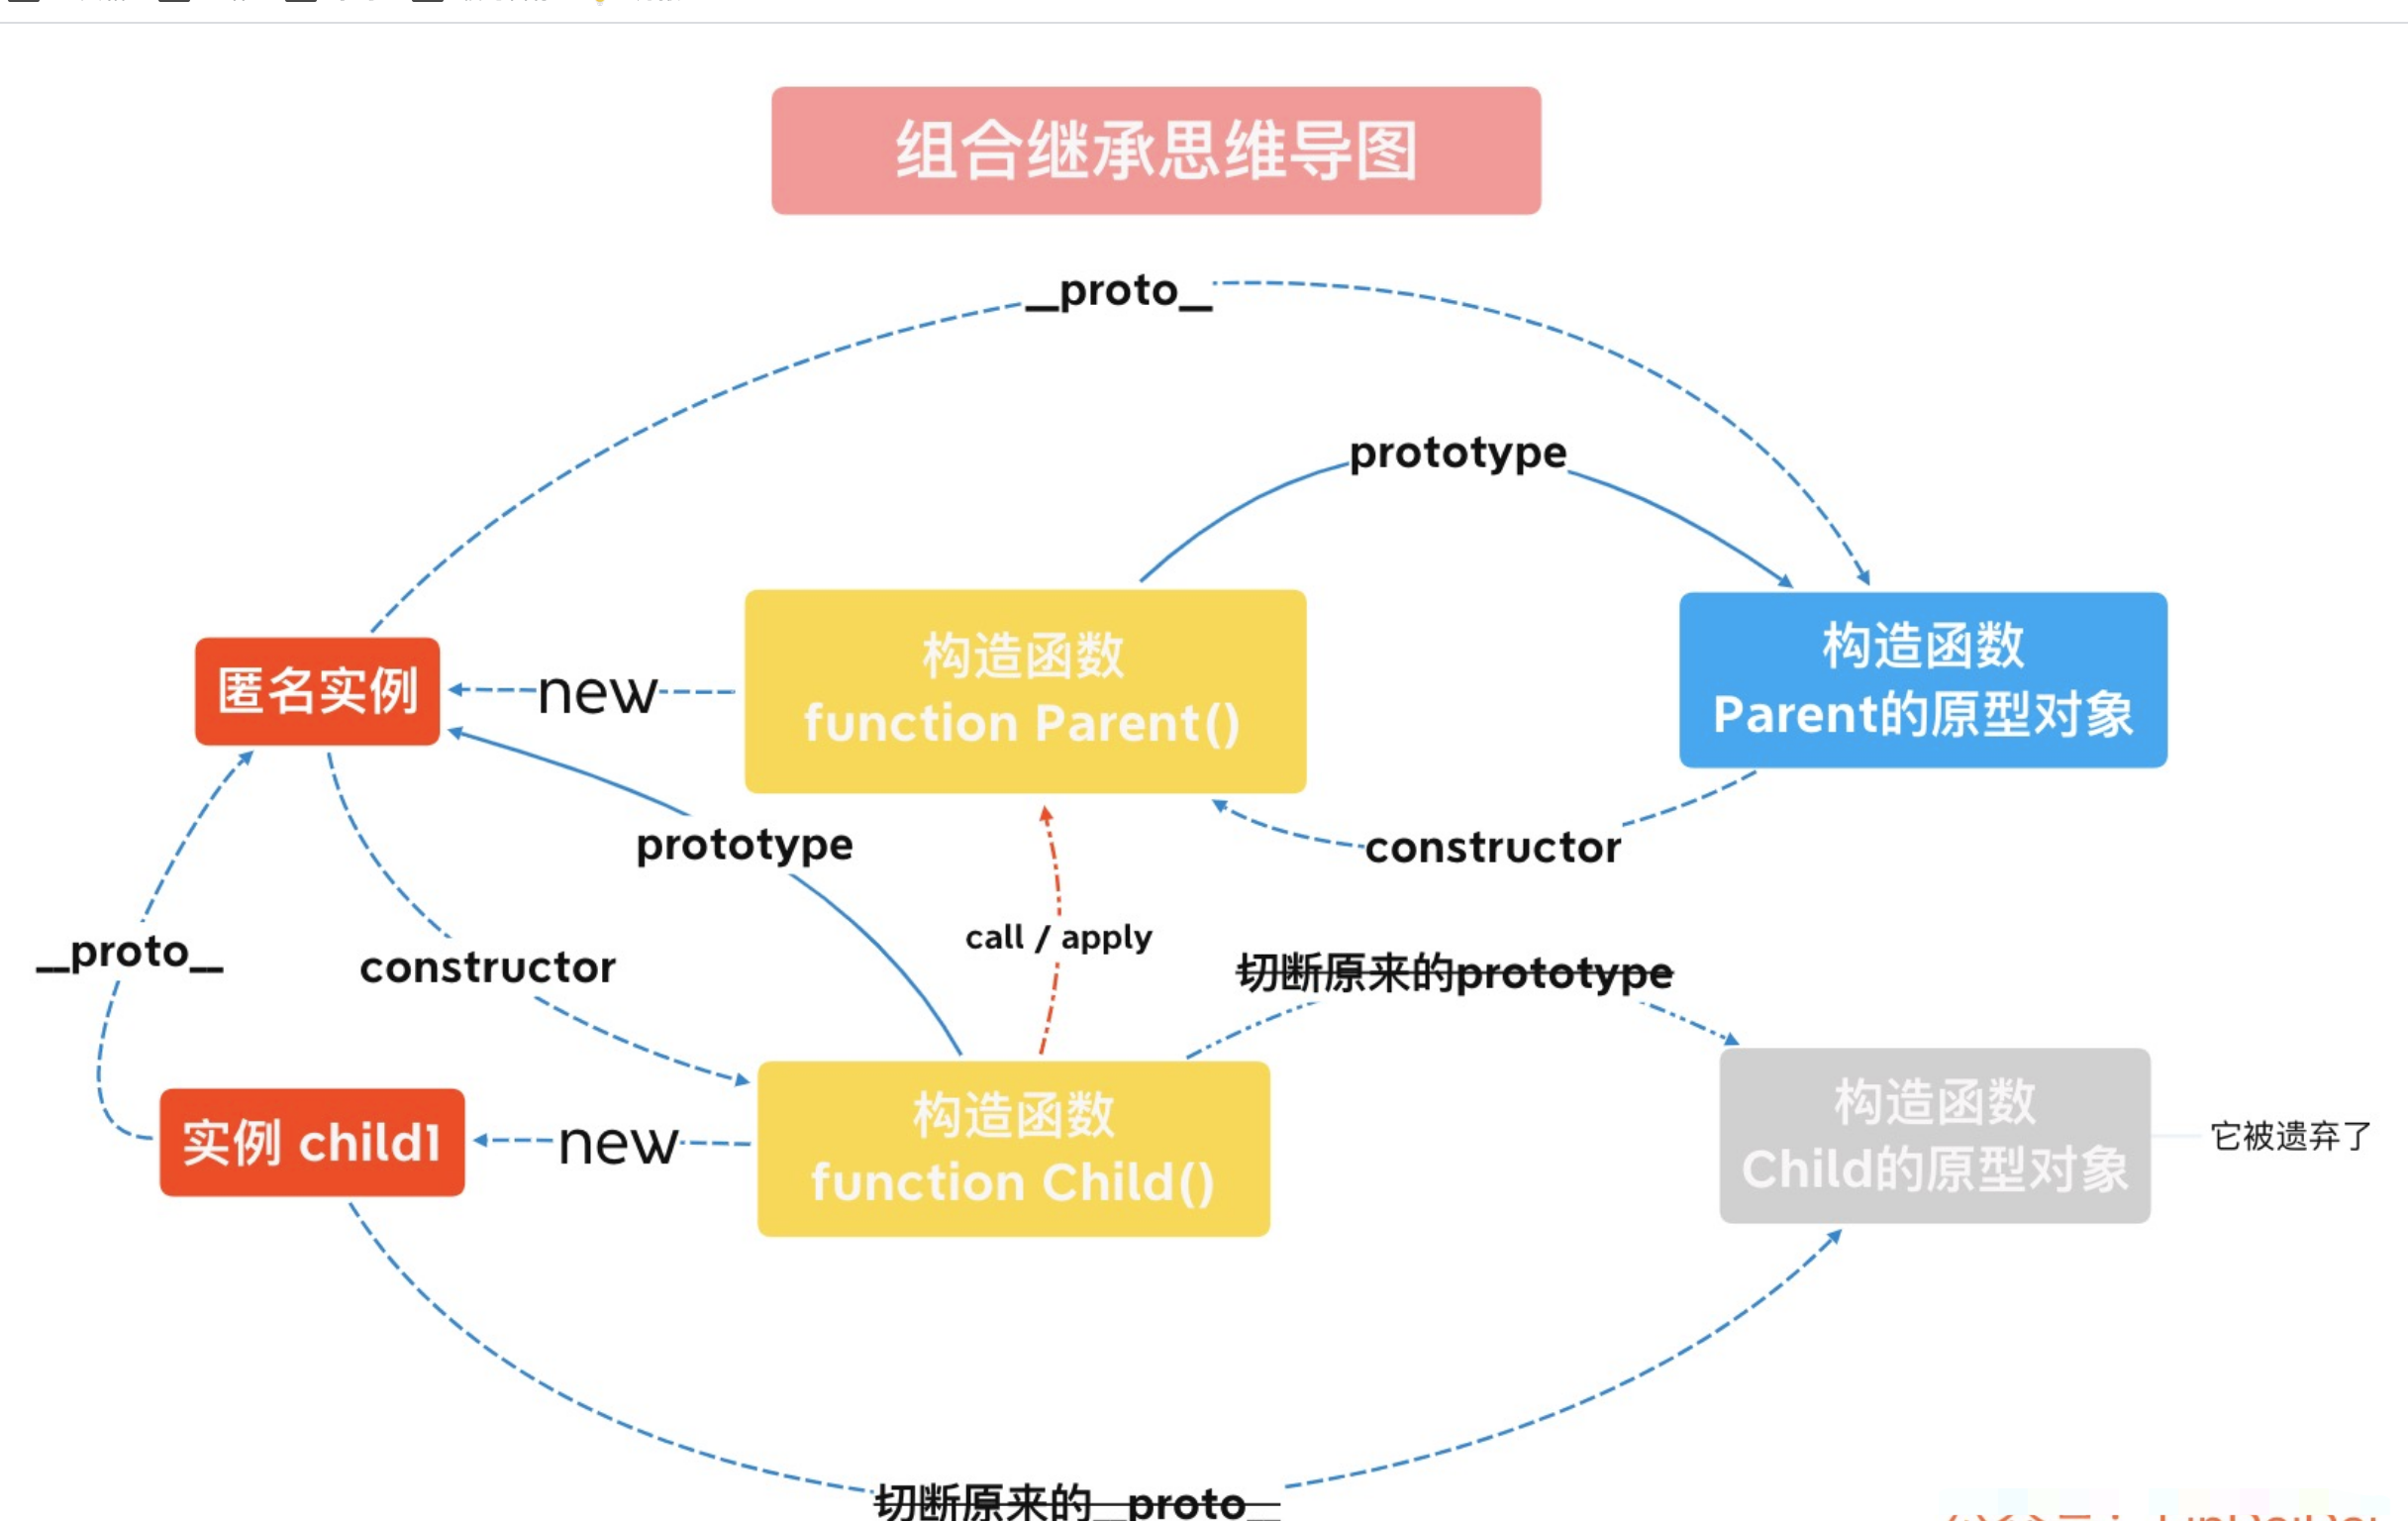 组合继承思维导图
__proto__
prototype
匿名实例
new
构造函数
function Parent()
构造函数
Parent的原型对象
prototype
constructor
call / apply
__proto__
constructor
切断原来的prototype
实例 child1
new
构造函数
function Child()
构造函数
Child的原型对象
它被遗弃了
切断原来的__proto__